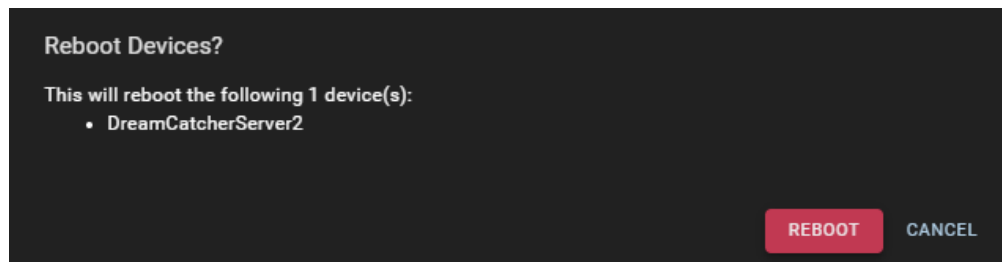 Reboot Devices?
This will reboot the following 1 device(s):
• DreamCatcherServer2
REBOOT CANCEL